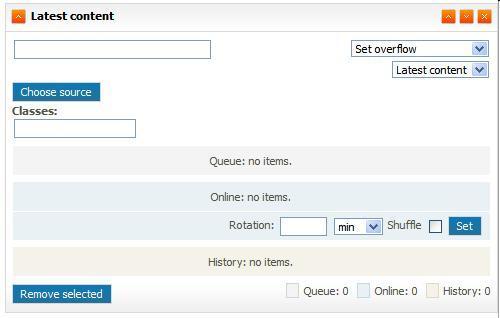 Latest content
Set overflow
Latest content
Choose source
Classes:
Queue: no items.
Online: no items.
Rotation: min Shuffle Set
History: no items.
Remove selected Queue: 0 Online: 0 History: 0